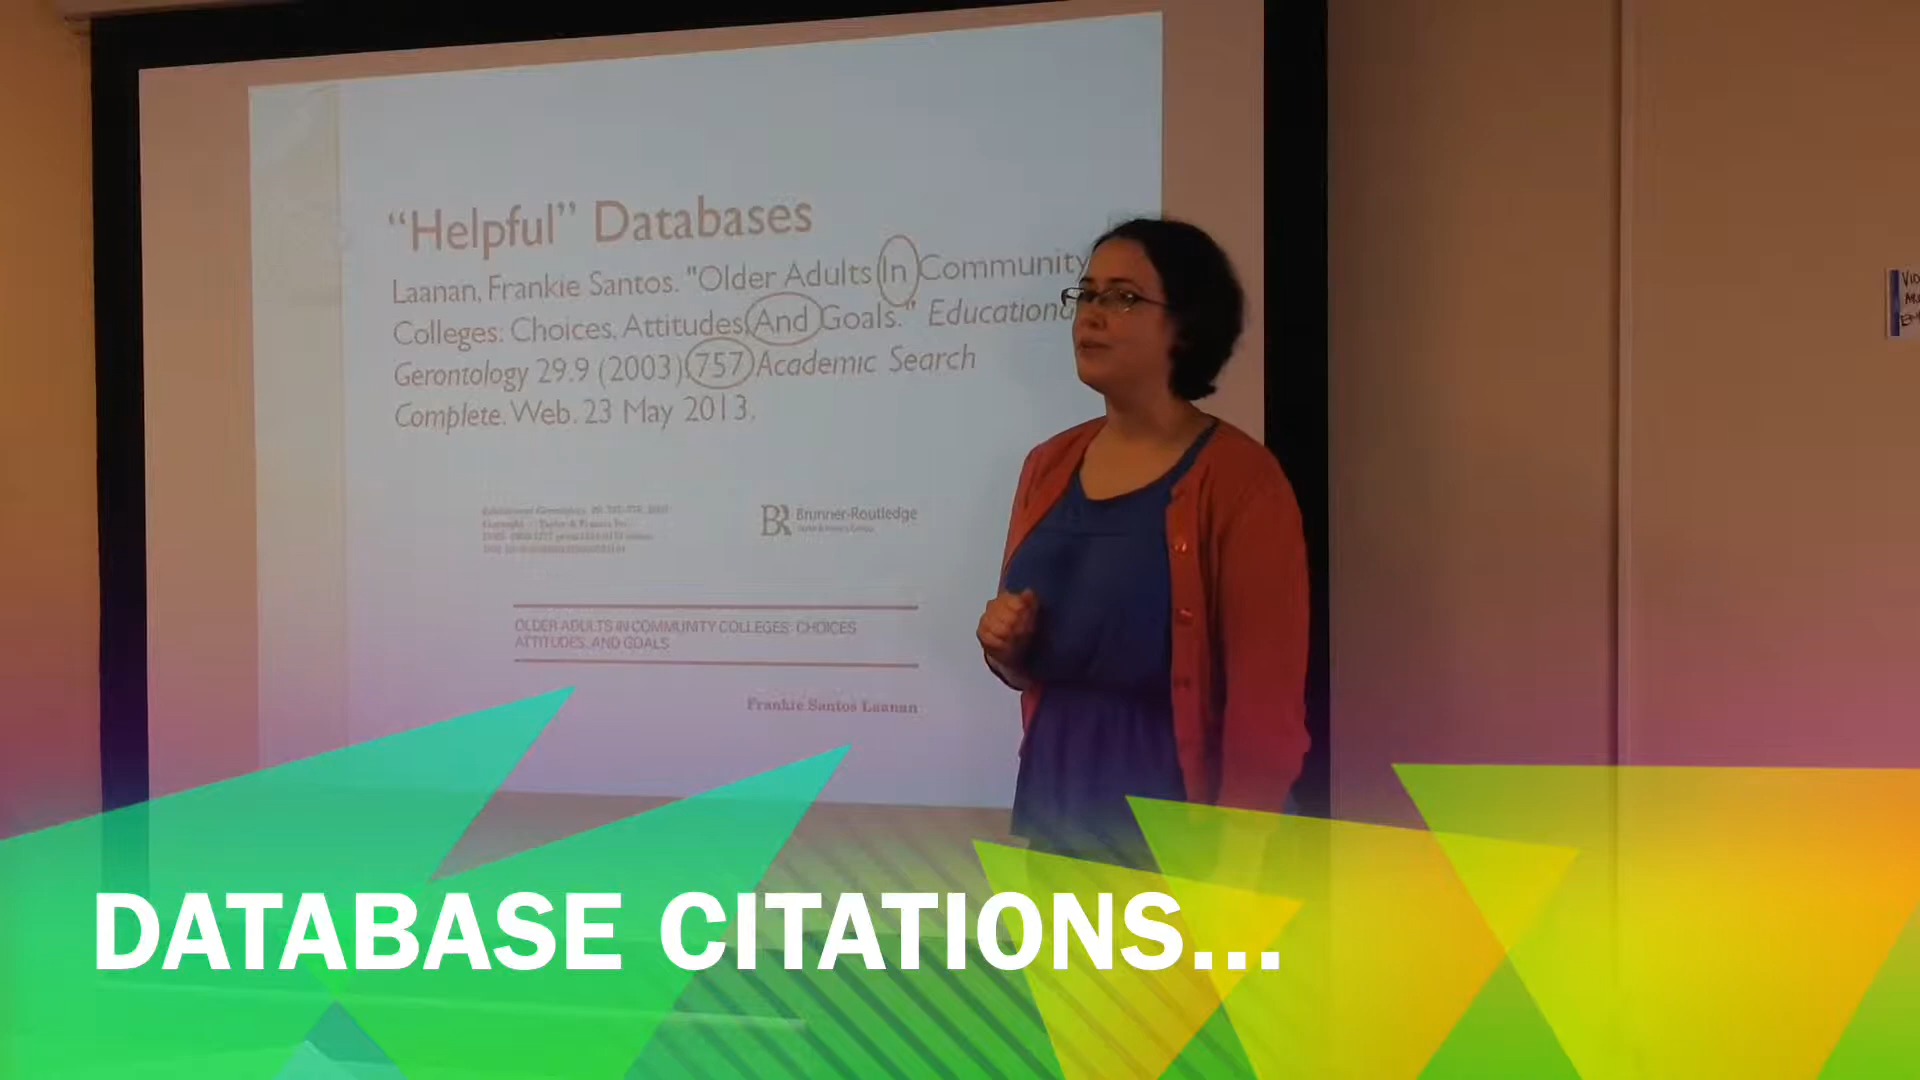 “Helpful” Databases
Laanan, Frankie Santos. "Older Adults In Community
Colleges: Choices, Attitudes, And Goals." Educational
Gerontology 29.9 (2003): 757 Academic Search
Complete. Web. 23 May 2013.
Brunner-Routledge
OLDER ADULTS IN COMMUNITY COLLEGES: CHOICES,
ATTITUDES, AND GOALS
Frankie Santos Laanan
DATABASE CITATIONS...